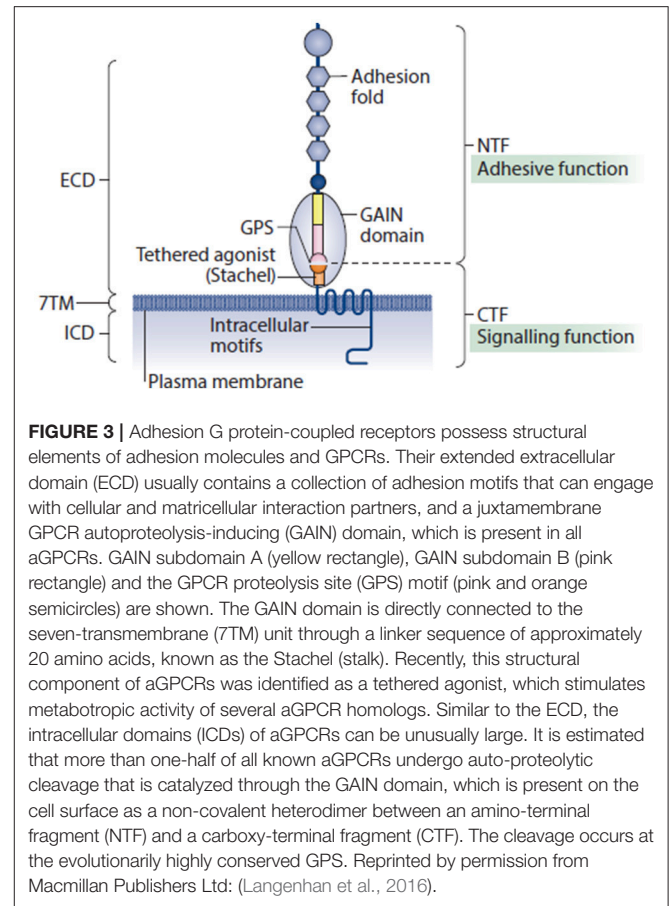 Adhesion
fold
NTF
Adhesive function
ECD
GPS
GAIN
domain
Tethered agonist
(Stachel)
7TM
ICD
Intracellular
motifs
CTF
Signalling function
Plasma membrane
FIGURE 3 | Adhesion G protein-coupled receptors possess structural
elements of adhesion molecules and GPCRs. Their extended extracellular
domain (ECD) usually contains a collection of adhesion motifs that can engage
with cellular and matricellular interaction partners, and a juxtamembrane
GPCR autoproteolysis-inducing (GAIN) domain, which is present in all
aGPCRs. GAIN subdomain A (yellow rectangle), GAIN subdomain B (pink
rectangle) and the GPCR proteolysis site (GPS) motif (pink and orange
semicircles) are shown. The GAIN domain is directly connected to the
seven-transmembrane (7TM) unit through a linker sequence of approximately
20 amino acids, known as the Stachel (stalk). Recently, this structural
component of aGPCRs was identified as a tethered agonist, which stimulates
metabotropic activity of several aGPCR homologs. Similar to the ECD, the
intracellular domains (ICDs) of aGPCRs can be unusually large. It is estimated
that more than one-half of all known aGPCRs undergo auto-proteolytic
cleavage that is catalyzed through the GAIN domain, which is present on the
cell surface as a non-covalent heterodimer between an amino-terminal
fragment (NTF) and a carboxy-terminal fragment (CTF). The cleavage occurs at
the evolutionarily highly conserved GPS. Reprinted by permission from
Macmillan Publishers Ltd: (Langenhan et al., 2016).